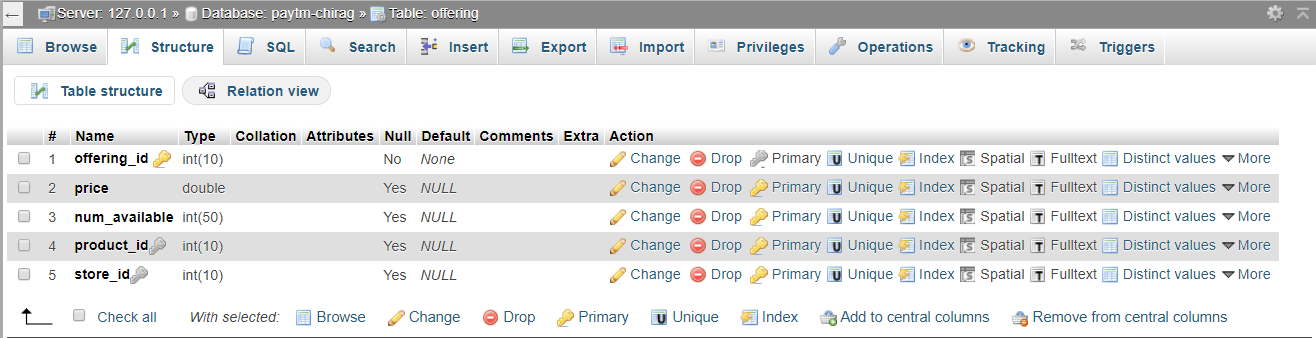 Server: 127.0.0.1 » Database: paytm-chirag » Table: offering
Browse Structure SQL Search Insert Export Import Privileges Operations Tracking Triggers
Table structure Relation view
# Name Type Collation Attributes Null Default Comments Extra Action
1 offering_id int(10) No None Change Drop Primary Unique Index Spatial Fulltext Distinct values More
2 price double Yes NULL Change Drop Primary Unique Index Spatial Fulltext Distinct values More
3 num_available int(50) Yes NULL Change Drop Primary Unique Index Spatial Fulltext Distinct values More
4 product_id int(10) Yes NULL Change Drop Primary Unique Index Spatial Fulltext Distinct values More
5 store_id int(10) Yes NULL Change Drop Primary Unique Index Spatial Fulltext Distinct values More
Check all With selected: Browse Change Drop Primary Unique Index Add to central columns Remove from central columns